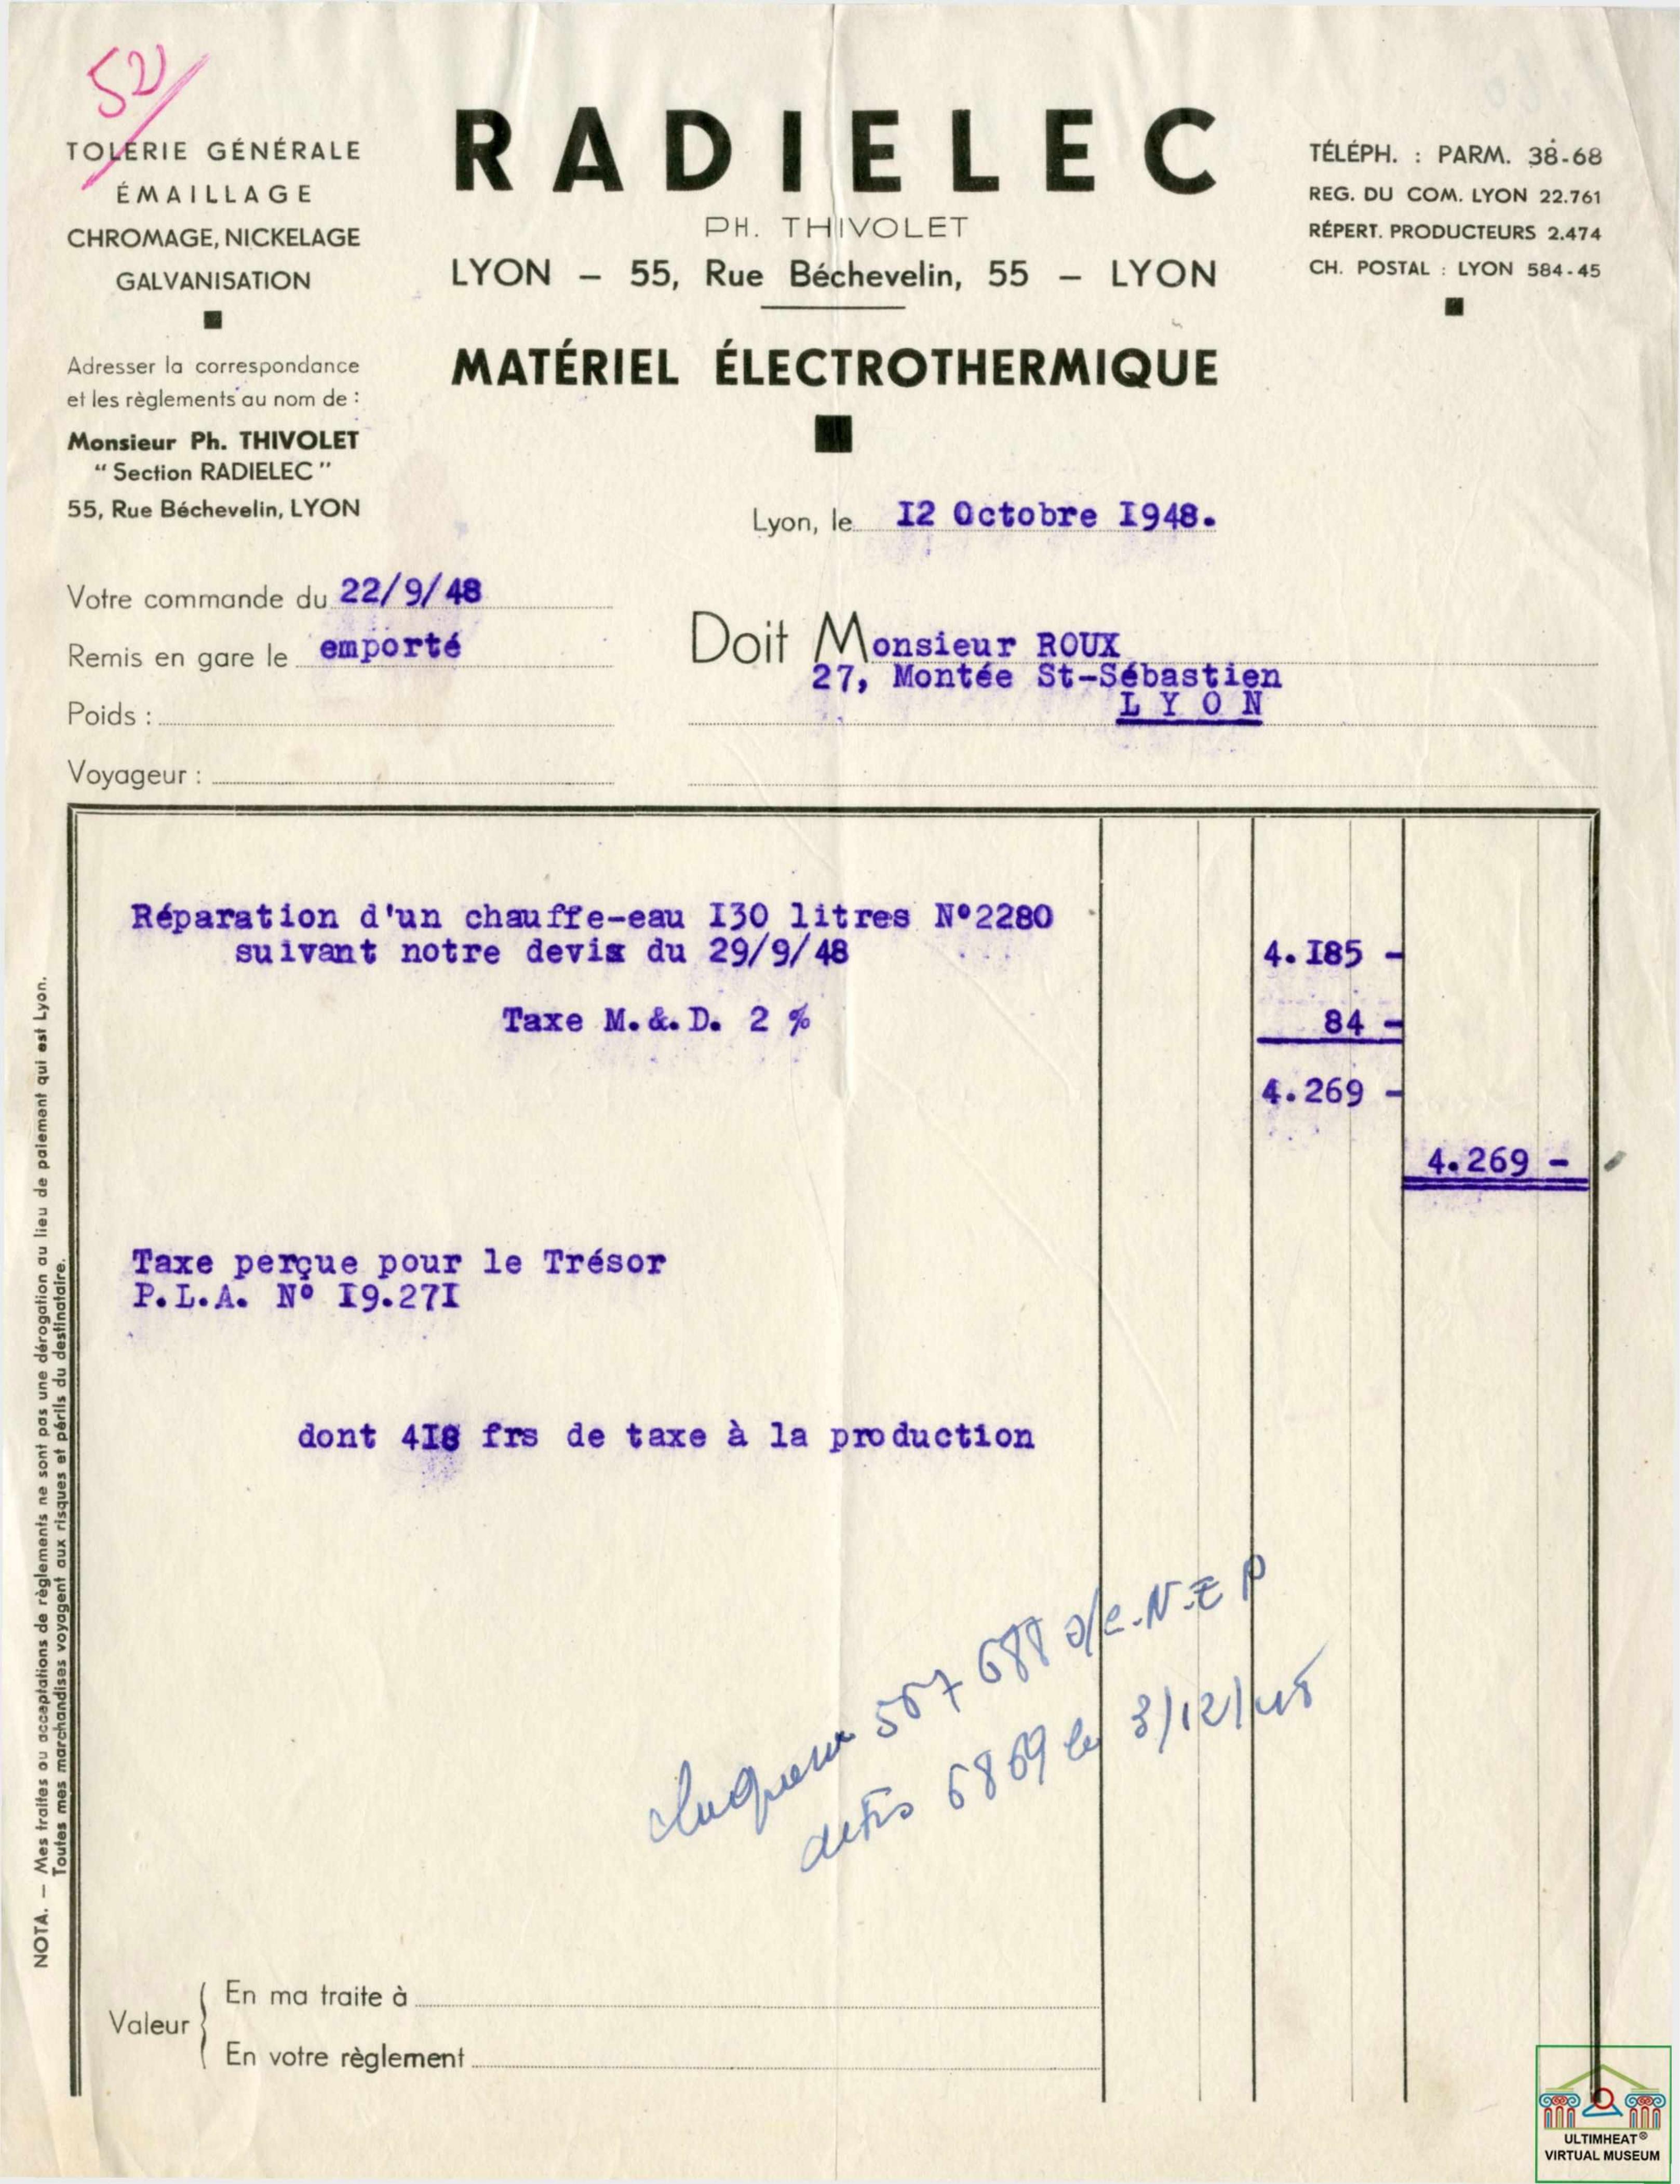 52
TOLERIE GÉNÉRALE
ÉMAILLAGE
CHROMAGE, NICKELAGE
GALVANISATION
Adresser la correspondance
et les règlements au nom de :
Monsieur Ph. THIVOLET
“ Section RADIELEC ”
55, Rue Béchevelin, LYON
RADIELEC
PH. THIVOLET
LYON – 55, Rue Béchevelin, 55 – LYON
MATÉRIEL ÉLECTROTHERMIQUE
TÉLÉPH. : PARM. 38-68
REG. DU COM. LYON 22.761
RÉPERT. PRODUCTEURS 2.474
CH. POSTAL : LYON 584-45
Lyon, le 12 Octobre 1948.
Votre commande du 22/9/48
Remis en gare le emporté
Poids :
Voyageur :
Doit Monsieur ROUX
27, Montée St-Sébastien
LYON
Réparation d'un chauffe-eau 130 litres N°2280
suivant notre devis du 29/9/48 4.185 -
Taxe M.&.D. 2 % 84 -
4.269 -
4.269 -
Taxe perçue pour le Trésor
P.L.A. N° 19.271
dont 418 frs de taxe à la production
567 688 s/C.N.E P
6869 le 3/12/48
Valeur
En ma traite à
En votre règlement
NOTA. – Mes traites ou acceptations de règlements ne sont pas une dérogation au lieu de paiement qui est Lyon.
Toutes mes marchandises voyagent aux risques et périls du destinataire.
ULTIMHEAT®
VIRTUAL MUSEUM